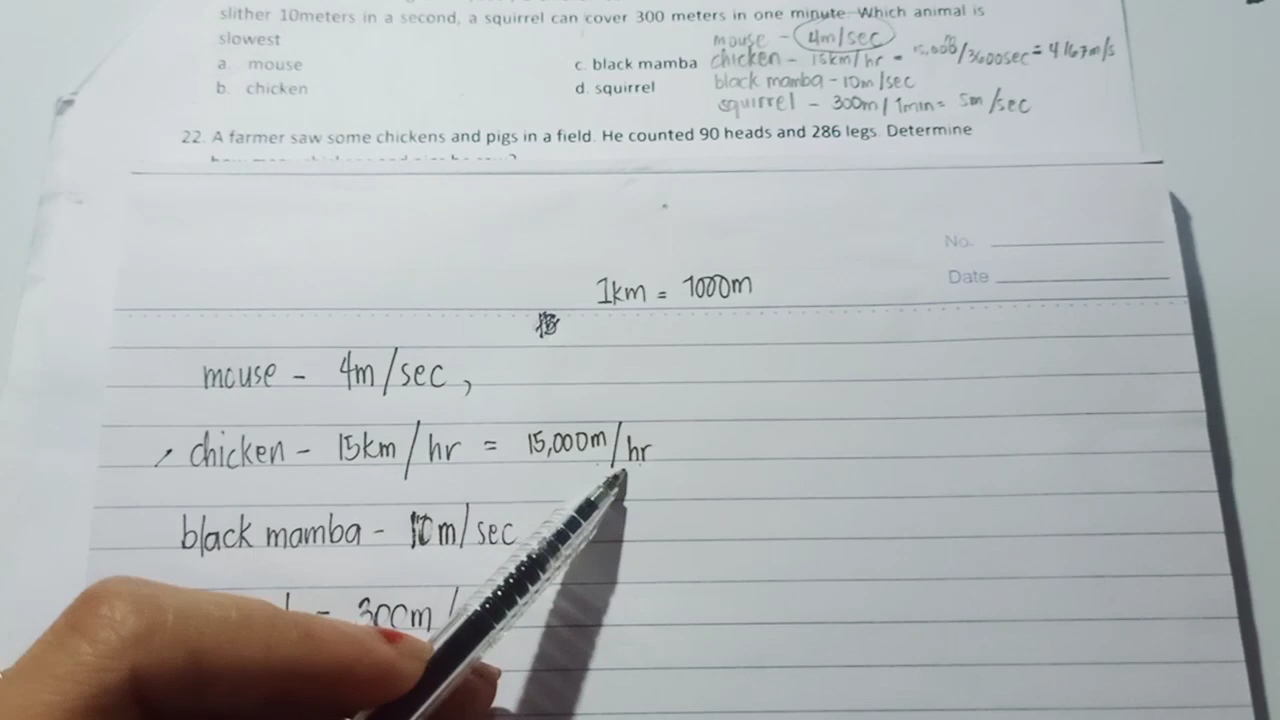 slither 10meters in a second, a squirrel can cover 300 meters in one minute. Which animal is
slowest
a. mouse
b. chicken
c. black mamba
d. squirrel
mouse - 4m/sec
chicken - 15km/hr = 15,000/3600sec = 4.167m/s
black mamba - 10m/sec
squirrel - 300m/1min = 5m/sec
22. A farmer saw some chickens and pigs in a field. He counted 90 heads and 286 legs. Determine
No.
Date
1km = 1000m
mouse - 4m/sec,
chicken - 15km/hr = 15,000m/hr
black mamba - 10m/sec
- 300m/